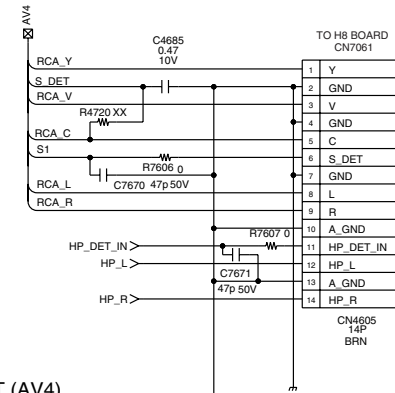 AV4
C4685
0.47
10V
TO H8 BOARD
CN7061
RCA_Y
1 Y
S_DET
2 GND
RCA_V
3 V
R4720 XX
4 GND
RCA_C
5 C
S1
6 S_DET
R7606 0
7 GND
C7670 47p 50V
RCA_L
8 L
RCA_R
9 R
10 A_GND
R7607 0
HP_DET_IN
11 HP_DET_IN
HP_L
12 HP_L
C7671
13 A_GND
47p 50V
HP_R
14 HP_R
CN4605
14P
BRN
T (AV4)